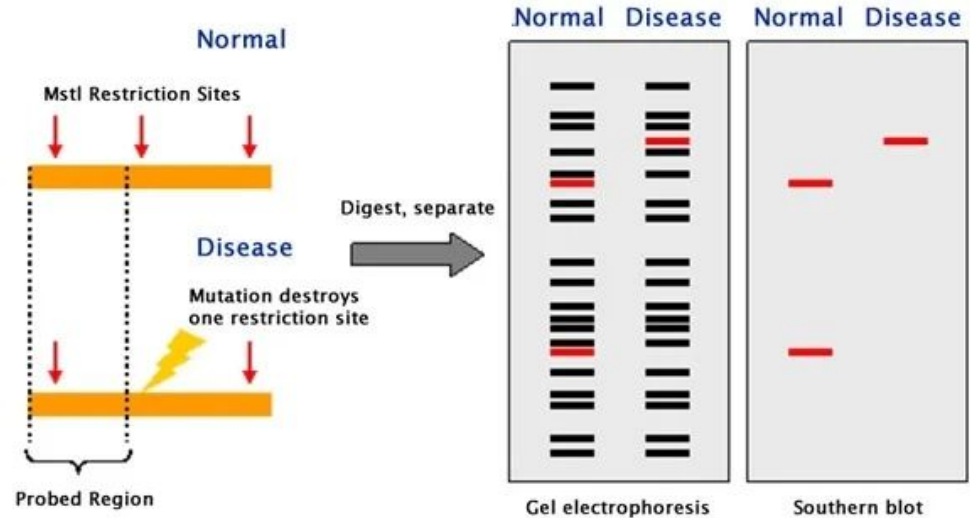 Normal
MstI Restriction Sites
Disease
Mutation destroys
one restriction site
Probed Region
Digest, separate
Normal Disease
Gel electrophoresis
Normal Disease
Southern blot